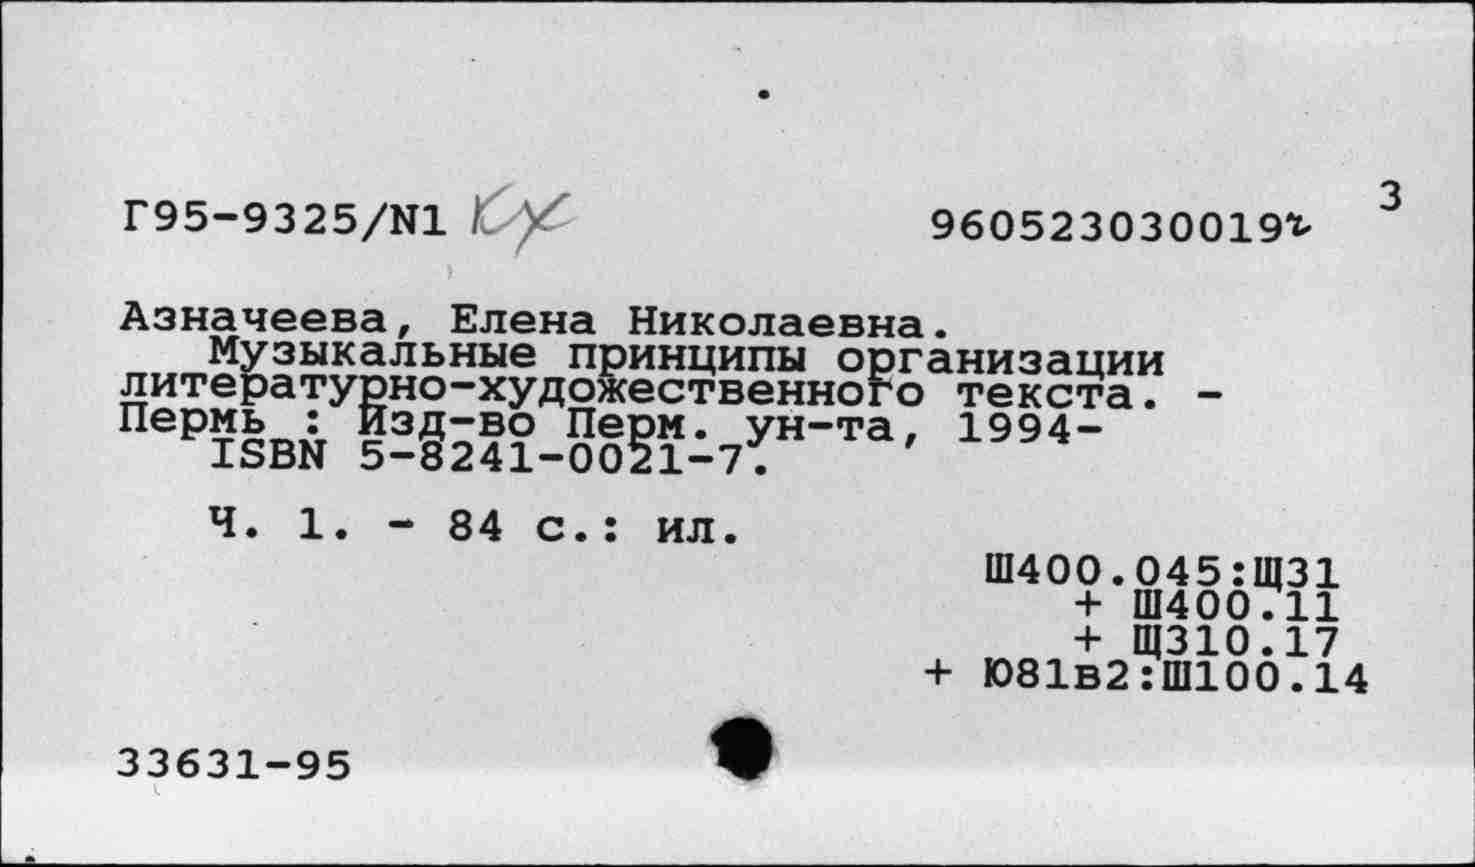 Г95-9325/N1
960523030019
3
Азначеева, Елена Николаевна.
Музыкальные принципы организации
литературно-художественного текста. -
Пермь : Изд-во Перм. ун-та, 1994-
ISBN 5-8241-0021-7.
Ч. 1. - 84 с.: ил.
Ш400.045:Щ31
+ Ш400.11
+ Щ310.17
+ Ю81в2:Ш100.14
33631-95